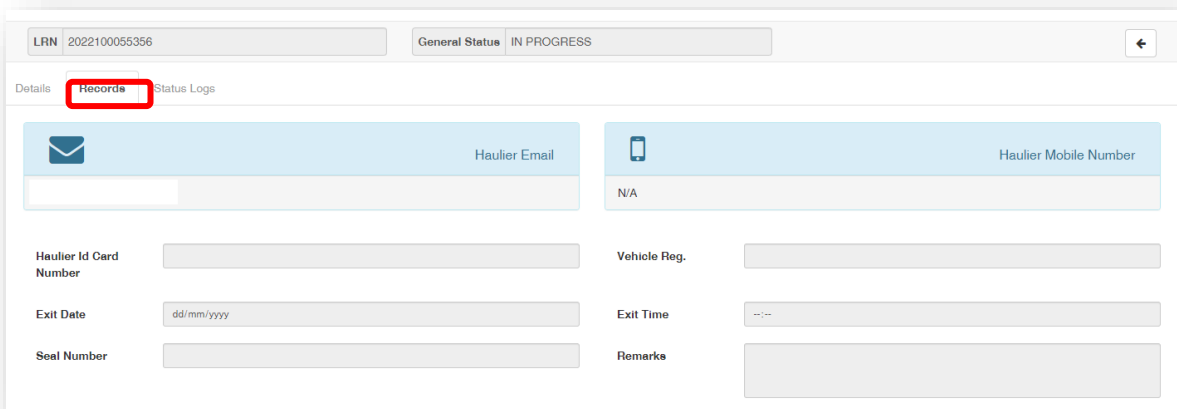 LRN 2022100055356 General Status IN PROGRESS
Details Records Status Logs
Haulier Email Haulier Mobile Number
N/A
Haulier Id Card Number Vehicle Reg.
Exit Date dd/mm/yyyy Exit Time --:--
Seal Number Remarks